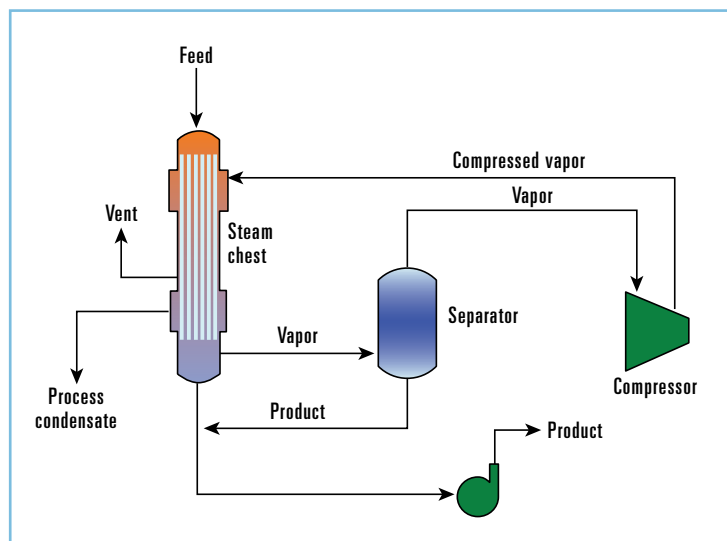 Feed
Compressed vapor
Vapor
Vent
Steam
chest
Separator
Vapor
Compressor
Process
condensate
Product
Product